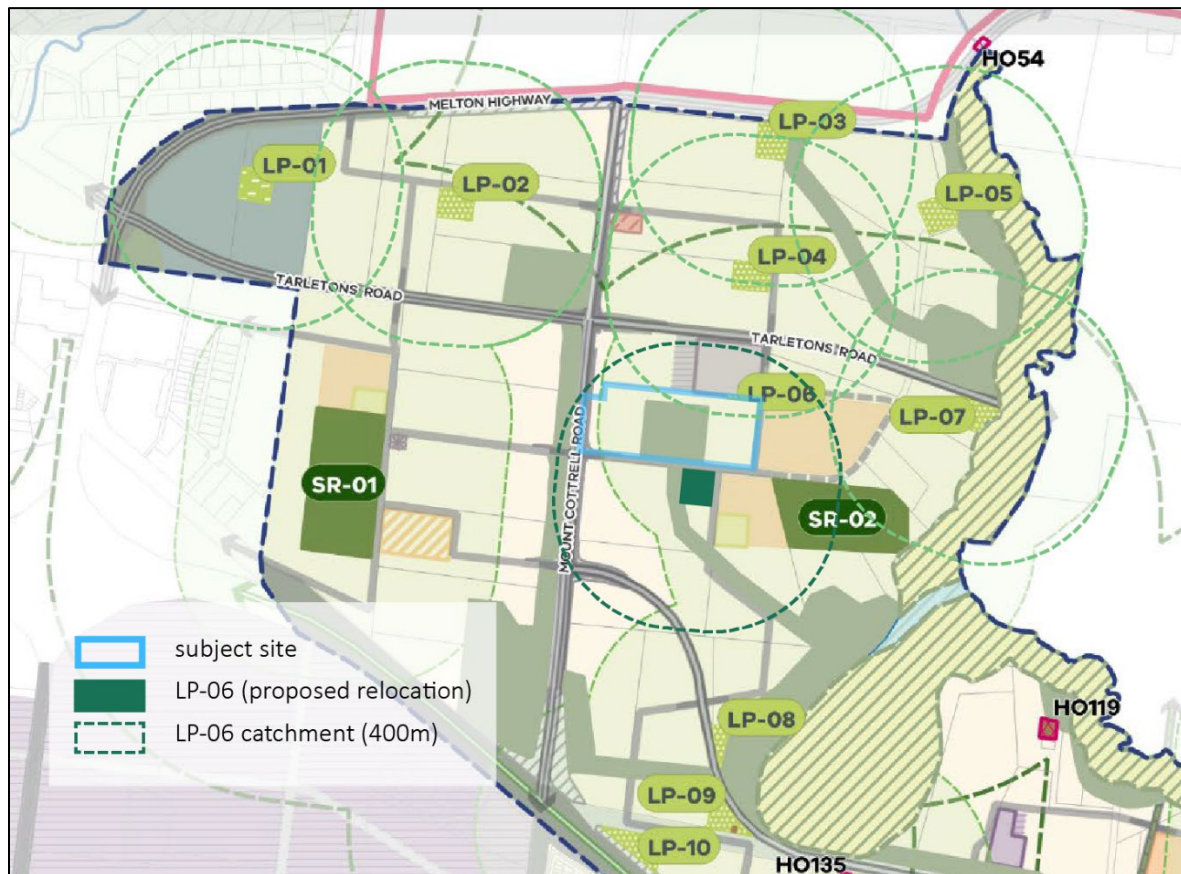 HO54
MELTON HIGHWAY
LP-03
LP-01
LP-02
LP-05
LP-04
TARLETONS ROAD
TARLETONS ROAD
LP-06
LP-07
MOUNT COTTRELL ROAD
SR-01
SR-02
subject site
LP-06 (proposed relocation)
LP-06 catchment (400m)
HO119
LP-08
LP-09
LP-10
HO135